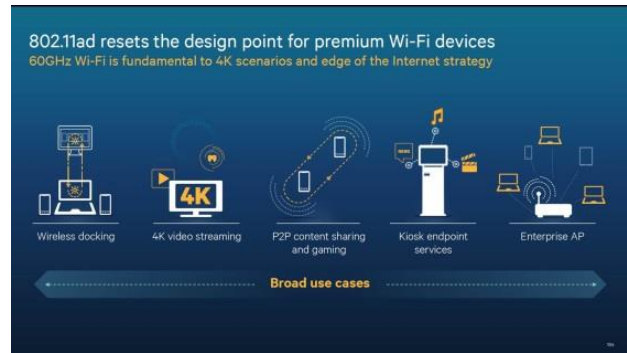 802.11ad resets the design point for premium Wi-Fi devices
60GHz Wi-Fi is fundamental to 4K scenarios and edge of the Internet strategy
4K
NEWS
Wireless docking
4K video streaming
P2P content sharing
and gaming
Kiosk endpoint
services
Enterprise AP
Broad use cases